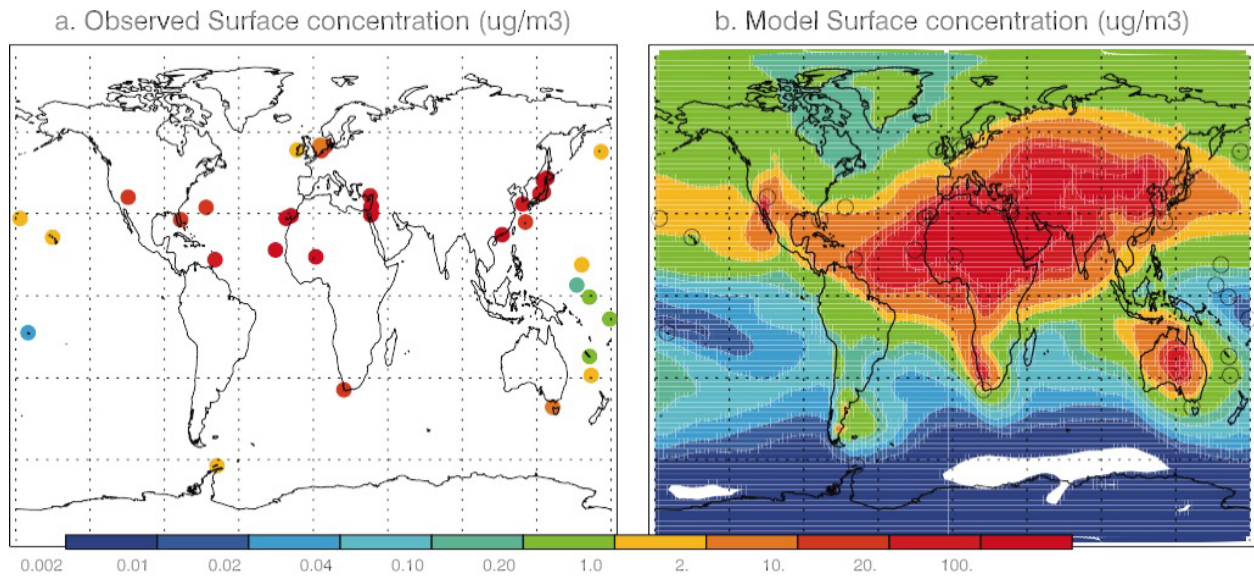 a. Observed Surface concentration (ug/m3)
b. Model Surface concentration (ug/m3)
0.002 0.01 0.02 0.04 0.10 0.20 1.0 2. 10. 20. 100.